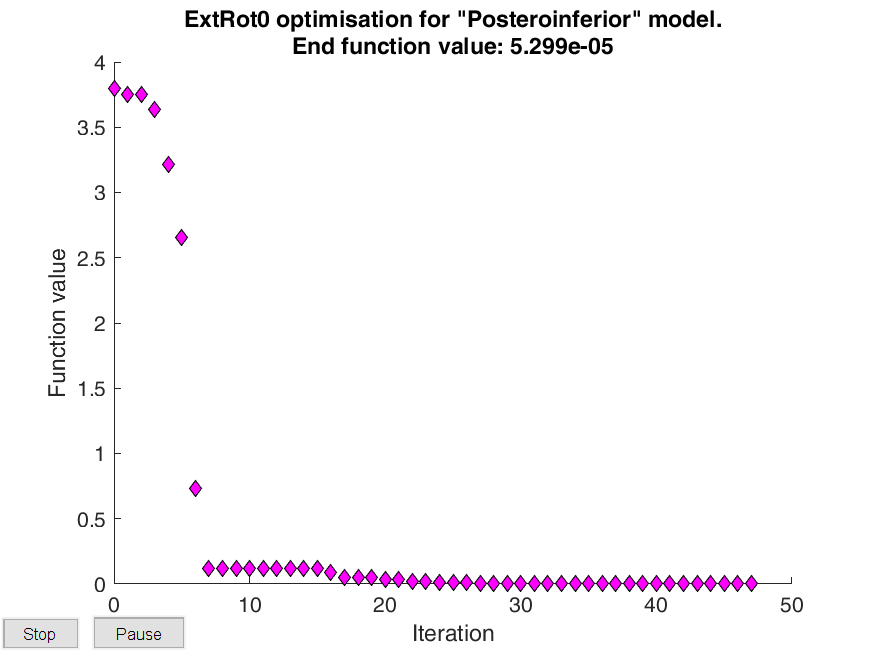 ExtRot0 optimisation for "Posteroinferior" model.
End function value: 5.299e-05
Function value
4
3.5
3
2.5
2
1.5
1
0.5
0
0 10 20 30 40 50
Iteration
Stop Pause